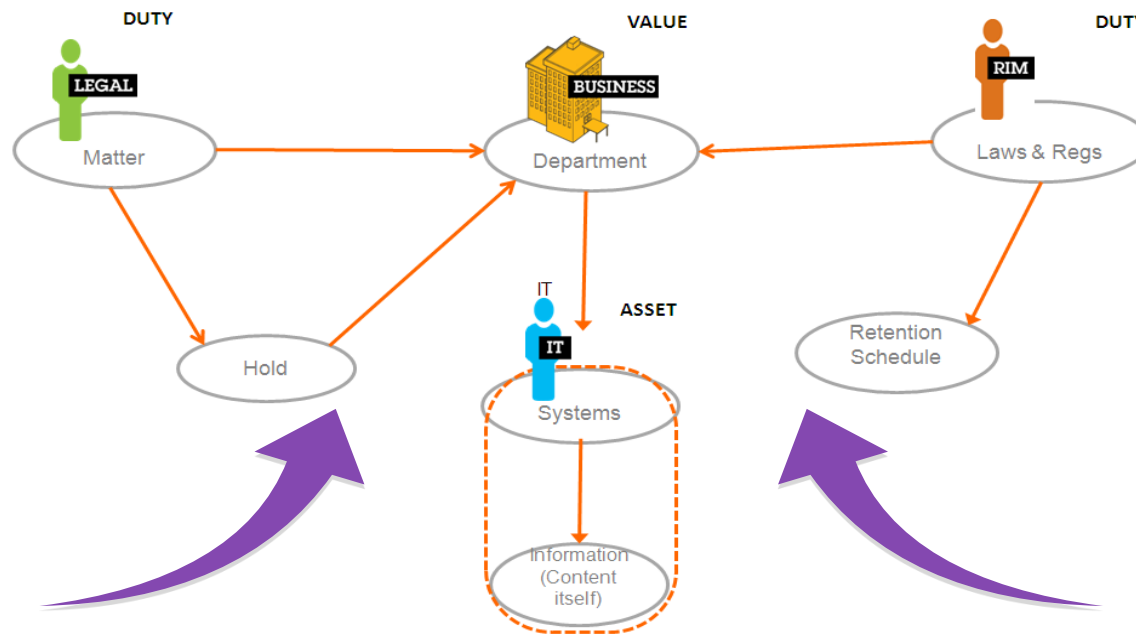 DUTY
VALUE
DUTY
LEGAL
BUSINESS
RIM
Matter
Department
Laws & Regs
IT
ASSET
IT
Hold
Retention
Schedule
Systems
Information
(Content
itself)